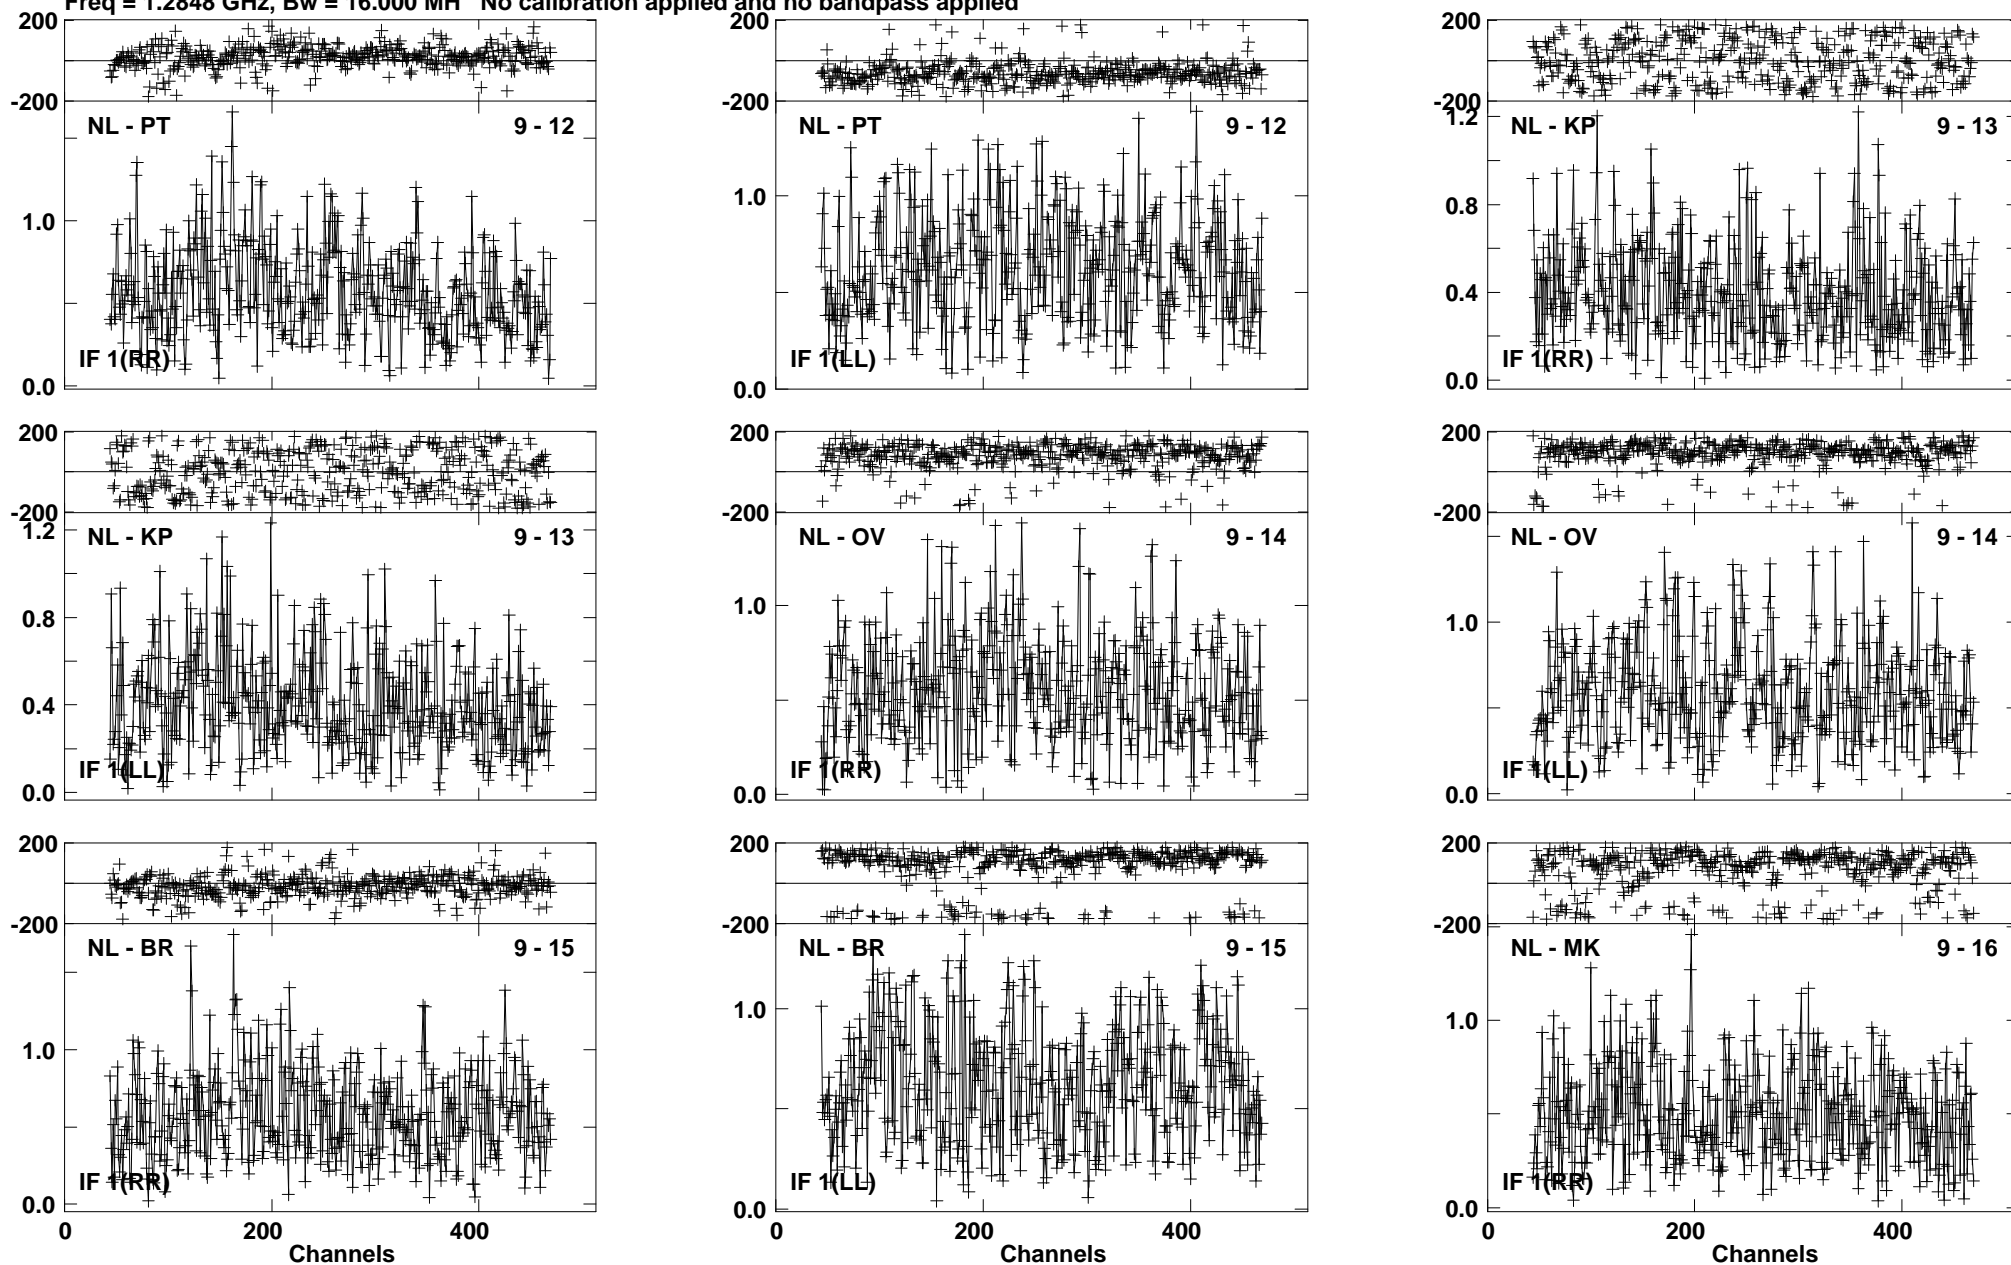 Freq = 1.2848 GHz, Bw = 16.000 MH No calibration applied and no bandpass applied
200
-200
NL - PT 9 - 12
1.0
IF 1(RR)
0.0
200
-200
NL - PT 9 - 12
1.0
IF 1(LL)
0.0
200
-200
1.2
NL - KP 9 - 13
0.8
0.4
IF 1(RR)
0.0
200
-200
1.2
NL - KP 9 - 13
0.8
0.4
IF 1(LL)
0.0
200
-200
NL - OV 9 - 14
1.0
IF 1(RR)
0.0
200
-200
NL - OV 9 - 14
1.0
IF 1(LL)
0.0
200
-200
NL - BR 9 - 15
1.0
IF 1(RR)
0.0
0 200 400
Channels
200
-200
NL - BR 9 - 15
1.0
IF 1(LL)
0.0
0 200 400
Channels
200
-200
NL - MK 9 - 16
1.0
IF 1(RR)
0.0
0 200 400
Channels